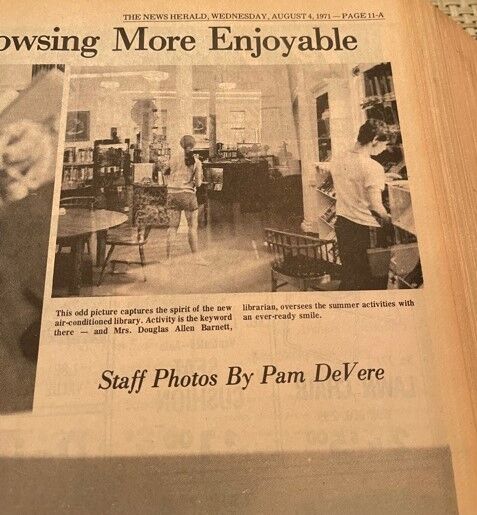 THE NEWS HERALD, WEDNESDAY, AUGUST 4, 1971 — PAGE 11-A
owsing More Enjoyable
This odd picture captures the spirit of the new
air-conditioned library. Activity is the keyword
there — and Mrs. Douglas Allen Barnett,
librarian, oversees the summer activities with
an ever-ready smile.
Staff Photos By Pam DeVere